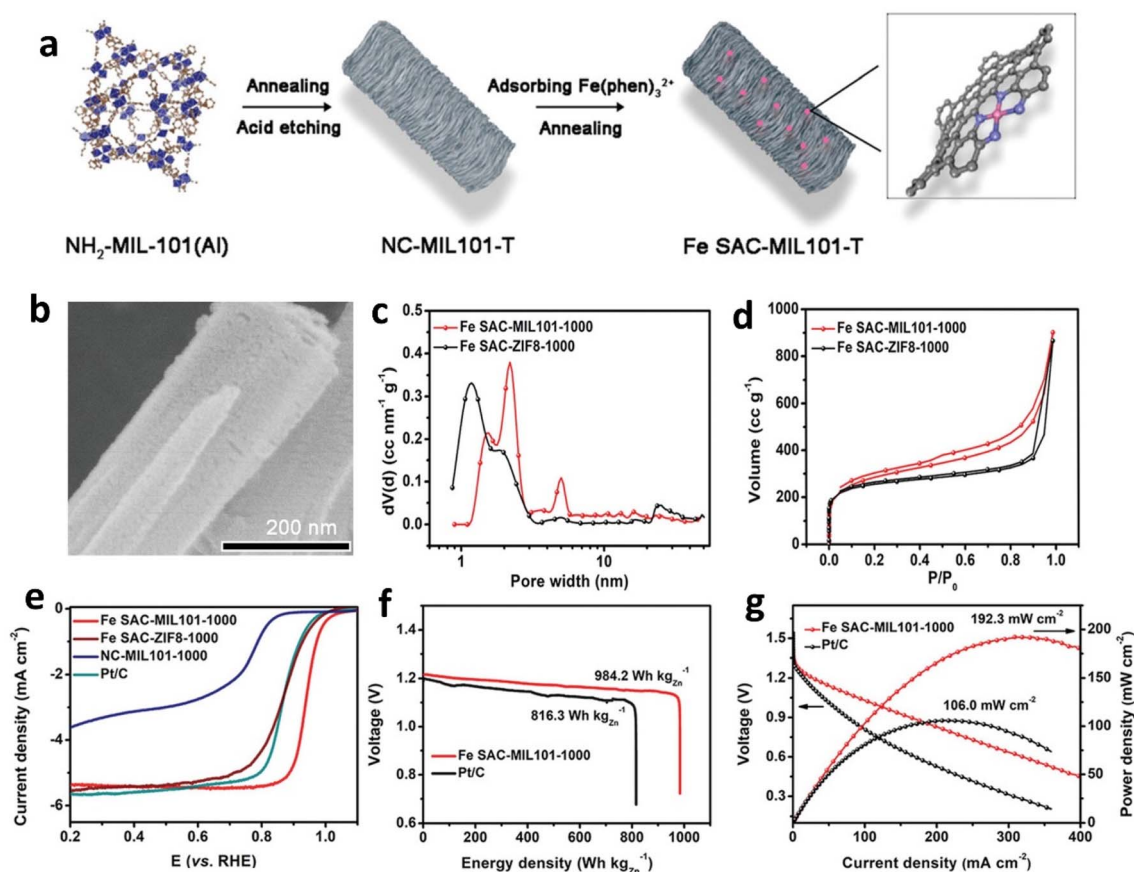 a
Annealing
Acid etching
Adsorbing Fe(phen)₃²⁺
Annealing
NH₂-MIL-101(Al)
NC-MIL101-T
Fe SAC-MIL101-T
b
200 nm
c
Fe SAC-MIL101-1000
Fe SAC-ZIF8-1000
0.5
0.4
0.3
0.2
0.1
0.0
dV(d) (cc nm⁻¹ g⁻¹)
1
10
Pore width (nm)
d
Fe SAC-MIL101-1000
Fe SAC-ZIF8-1000
1000
800
600
400
200
0
Volume (cc g⁻¹)
0.0 0.2 0.4 0.6 0.8 1.0
P/P₀
e
Fe SAC-MIL101-1000
Fe SAC-ZIF8-1000
NC-MIL101-1000
Pt/C
0
-2
-4
-6
Current density (mA cm⁻²)
0.2 0.4 0.6 0.8 1.0
E (vs. RHE)
f
984.2 Wh kg_Zn⁻¹
816.3 Wh kg_Zn⁻¹
Fe SAC-MIL101-1000
Pt/C
1.4
1.2
1.0
0.8
0.6
Voltage (V)
0 200 400 600 800 1000
Energy density (Wh kg_Zn⁻¹)
g
192.3 mW cm⁻²
Fe SAC-MIL101-1000
Pt/C
106.0 mW cm⁻²
1.5
1.2
0.9
0.6
0.3
Voltage (V)
200
150
100
50
0
Power density (mW cm⁻²)
0 100 200 300 400
Current density (mA cm⁻²)